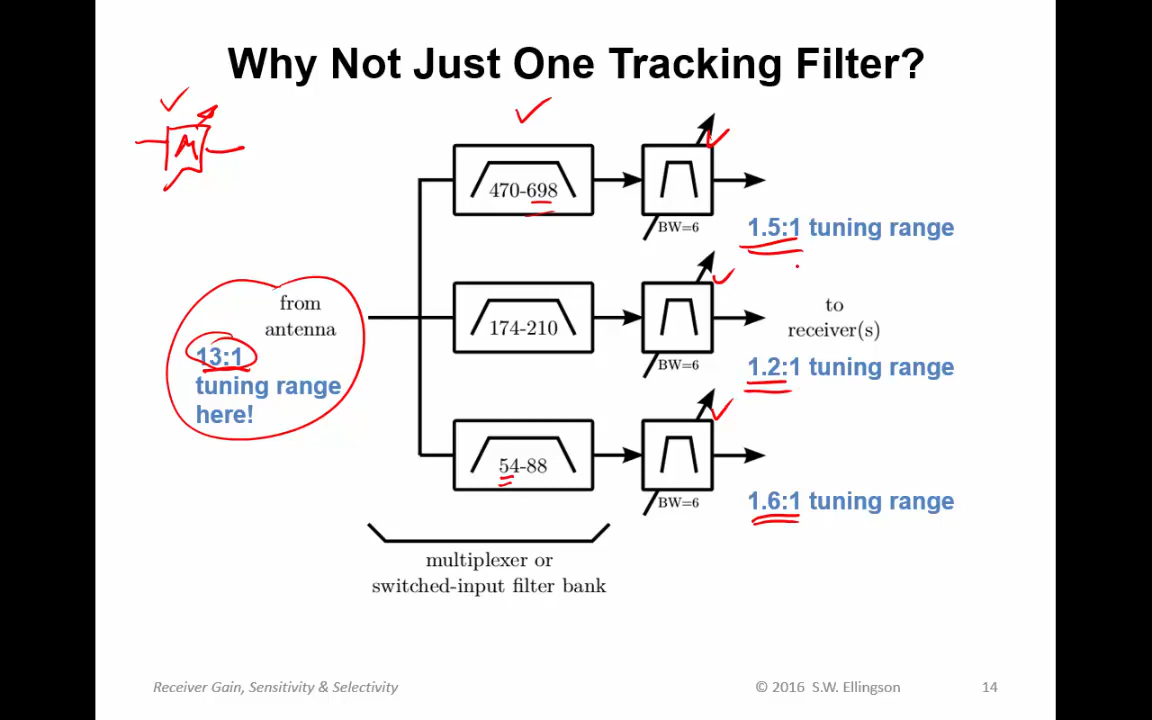 Why Not Just One Tracking Filter?
470-698
BW=6
1.5:1 tuning range
from
antenna
13:1
tuning range
here!
174-210
BW=6
to
receiver(s)
1.2:1 tuning range
54-88
BW=6
1.6:1 tuning range
multiplexer or
switched-input filter bank
Receiver Gain, Sensitivity & Selectivity
© 2016 S.W. Ellingson
14